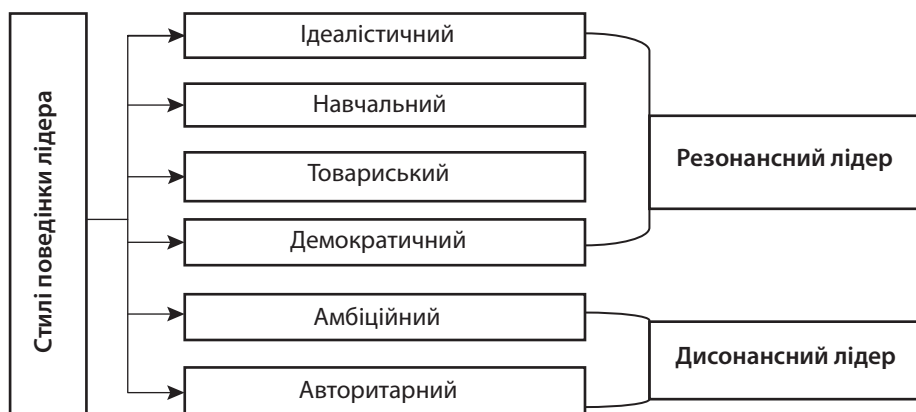 Стилі поведінки лідера
Ідеалістичний
Навчальний
Товариський
Демократичний
Амбіційний
Авторитарний
Резонансний лідер
Дисонансний лідер